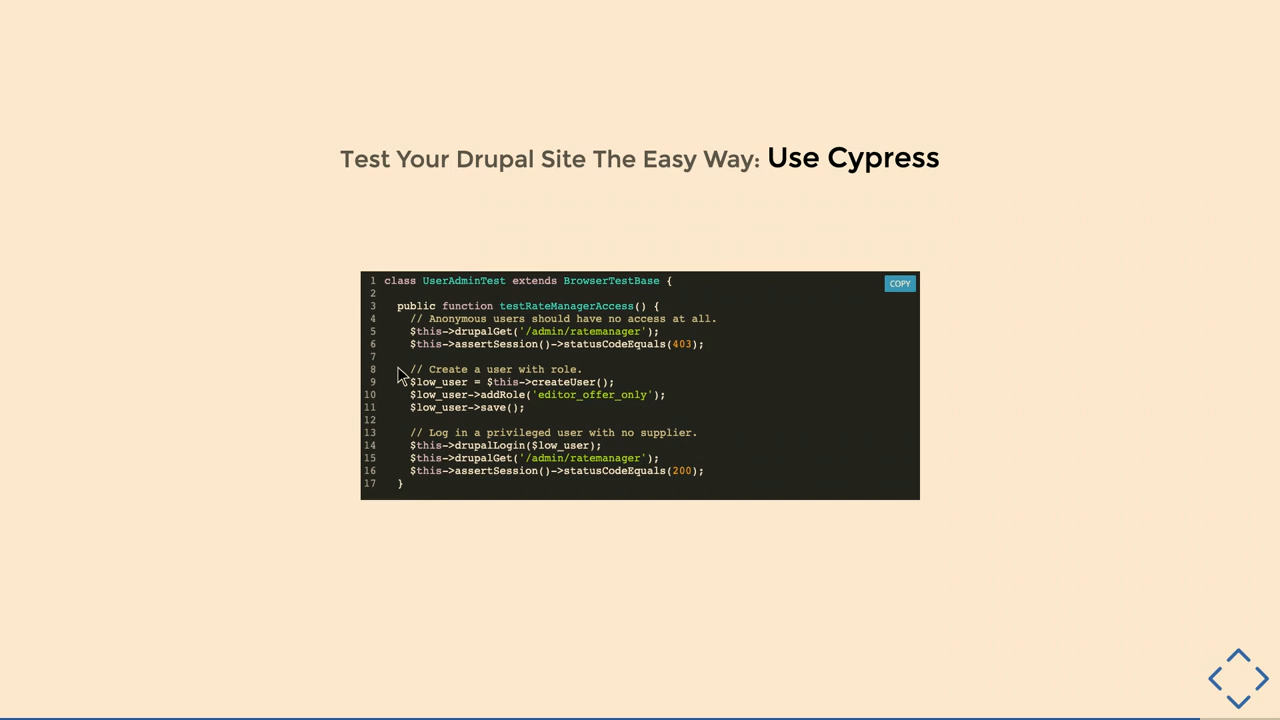 Test Your Drupal Site The Easy Way: Use Cypress
COPY
1 class UserAdminTest extends BrowserTestBase {
2
3   public function testRateManagerAccess() {
4     // Anonymous users should have no access at all.
5     $this->drupalGet('/admin/ratemanager');
6     $this->assertSession()->statusCodeEquals(403);
7
8     // Create a user with role.
9     $low_user = $this->createUser();
10     $low_user->addRole('editor_offer_only');
11     $low_user->save();
12
13     // Log in a privileged user with no supplier.
14     $this->drupalLogin($low_user);
15     $this->drupalGet('/admin/ratemanager');
16     $this->assertSession()->statusCodeEquals(200);
17   }